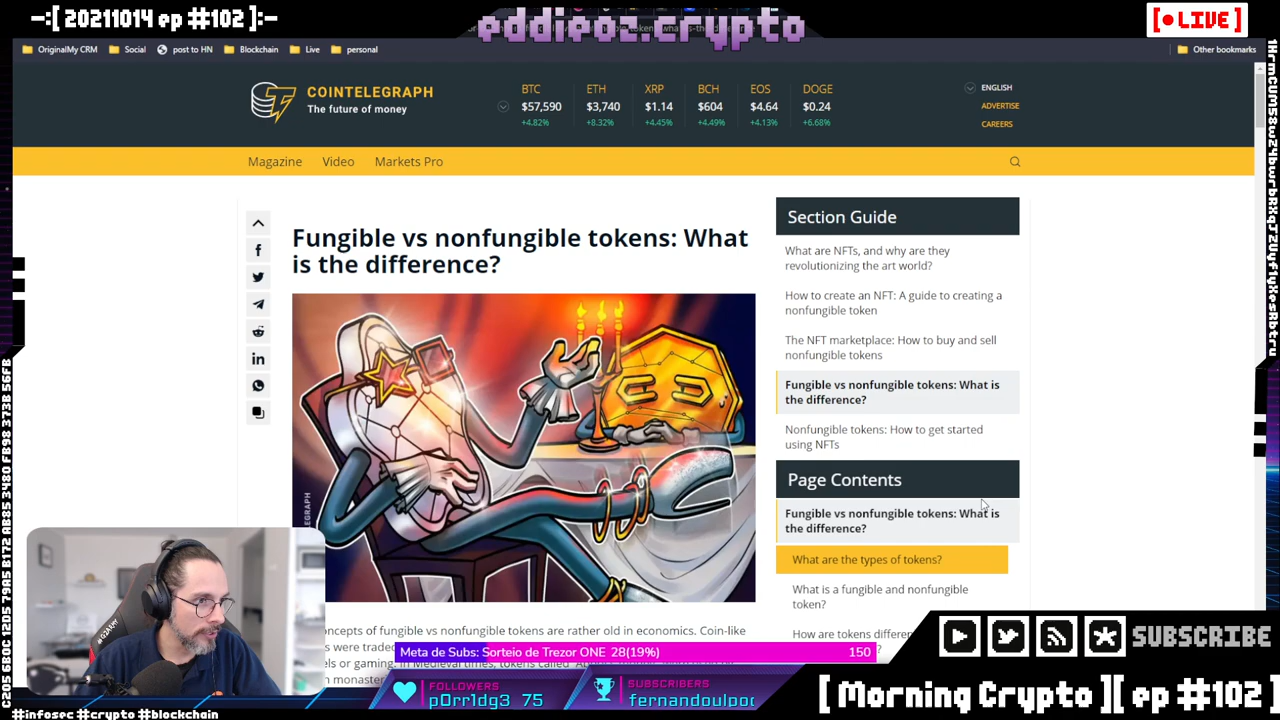 —:[ 20211014 ep #102 ]:—
eddieoz.crypto
[● LIVE]
OriginalMy CRM
Social
post to HN
Blockchain
Live
personal
Other bookmarks
COINTELEGRAPH
The future of money
BTC
ETH
XRP
BCH
EOS
DOGE
$57,590
$3,740
$1.14
$604
$4.64
$0.24
+4.82%
+8.32%
+4.45%
+4.49%
+4.13%
+6.68%
ENGLISH
ADVERTISE
CAREERS
Magazine
Video
Markets Pro
Fungible vs nonfungible tokens: What
is the difference?
Section Guide
What are NFTs, and why are they
revolutionizing the art world?
How to create an NFT: A guide to creating a
nonfungible token
The NFT marketplace: How to buy and sell
nonfungible tokens
Fungible vs nonfungible tokens: What is
the difference?
Nonfungible tokens: How to get started
using NFTs
Page Contents
Fungible vs nonfungible tokens: What is
the difference?
What are the types of tokens?
What is a fungible and nonfungible
token?
How are tokens differen
oncepts of fungible vs nonfungible tokens are rather old in economics. Coin-like
Meta de Subs: Sorteio de Trezor ONE 28(19%)
150
FOLLOWERS
p0rr1dg3 75
SUBSCRIBERS
fernandoulpoc
SUBSCRIBE
[ Morning Crypto ][ ep #102 ]
#infosec #crypto #blockchain